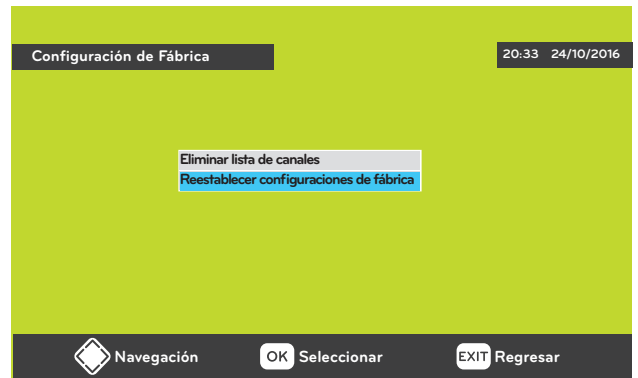 Configuración de Fábrica
20:33 24/10/2016
Eliminar lista de canales
Reestablecer configuraciones de fábrica
Navegación OK Seleccionar EXIT Regresar